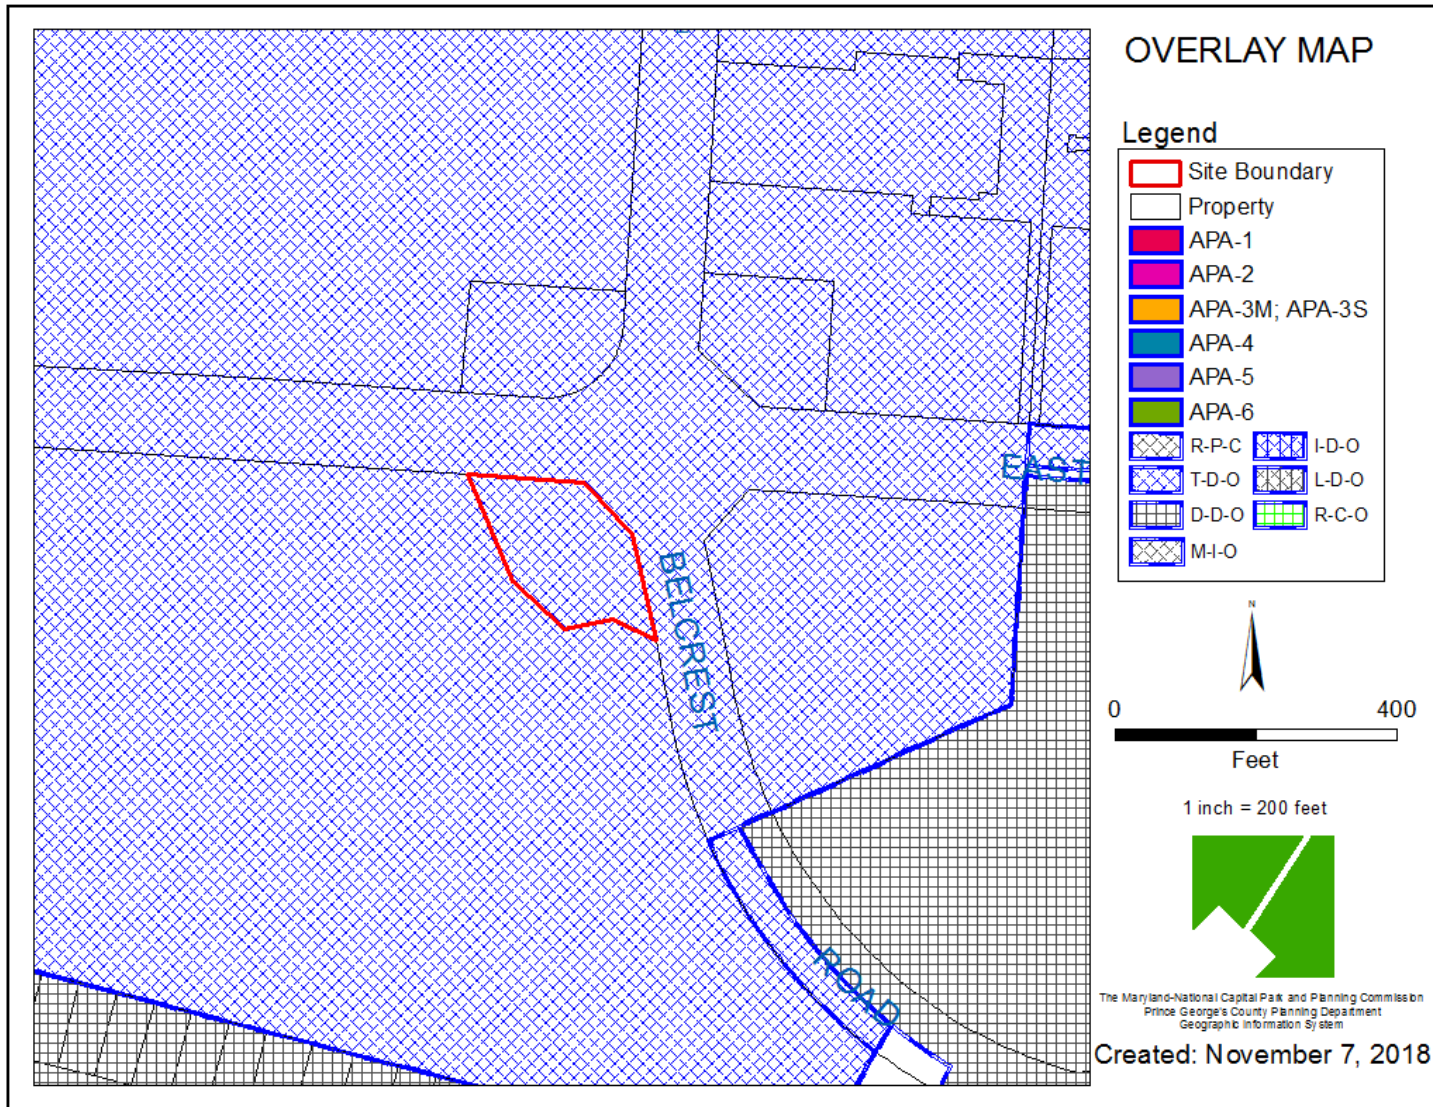 OVERLAY MAP
Legend
Site Boundary
Property
APA-1
APA-2
APA-3M; APA-3S
APA-4
APA-5
APA-6
R-P-C I-D-O
T-D-O L-D-O
D-D-O R-C-O
M-I-O
EAST
BELCREST
ROAD
N
0 400
Feet
1 inch = 200 feet
The Maryland-National Capital Park and Planning Commission
Prince George's County Planning Department
Geographic Information System
Created: November 7, 2018